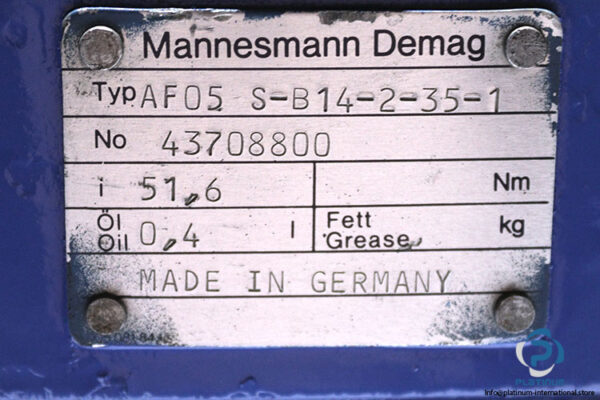 Mannesmann Demag
Typ AF05 S-B14-2-35-1
No 43708800
i 51,6 Nm
Öl
Oil 0,4 l Fett
Grease kg
MADE IN GERMANY
PLATINUM
info@platinum-international.store